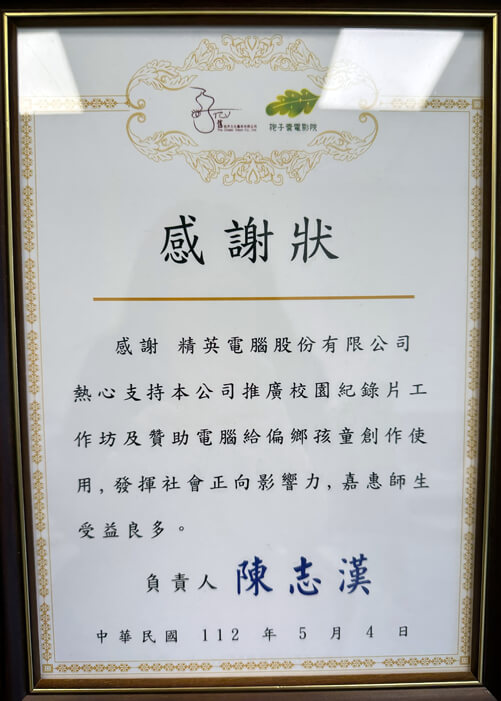 孢子囊電影院
感謝狀
感謝 精英電腦股份有限公司
熱心支持本公司推廣校園紀錄片工
作坊及贊助電腦給偏鄉孩童創作使
用,發揮社會正向影響力,嘉惠師生
受益良多。
負責人 陳志漢
中華民國 112 年 5 月 4 日